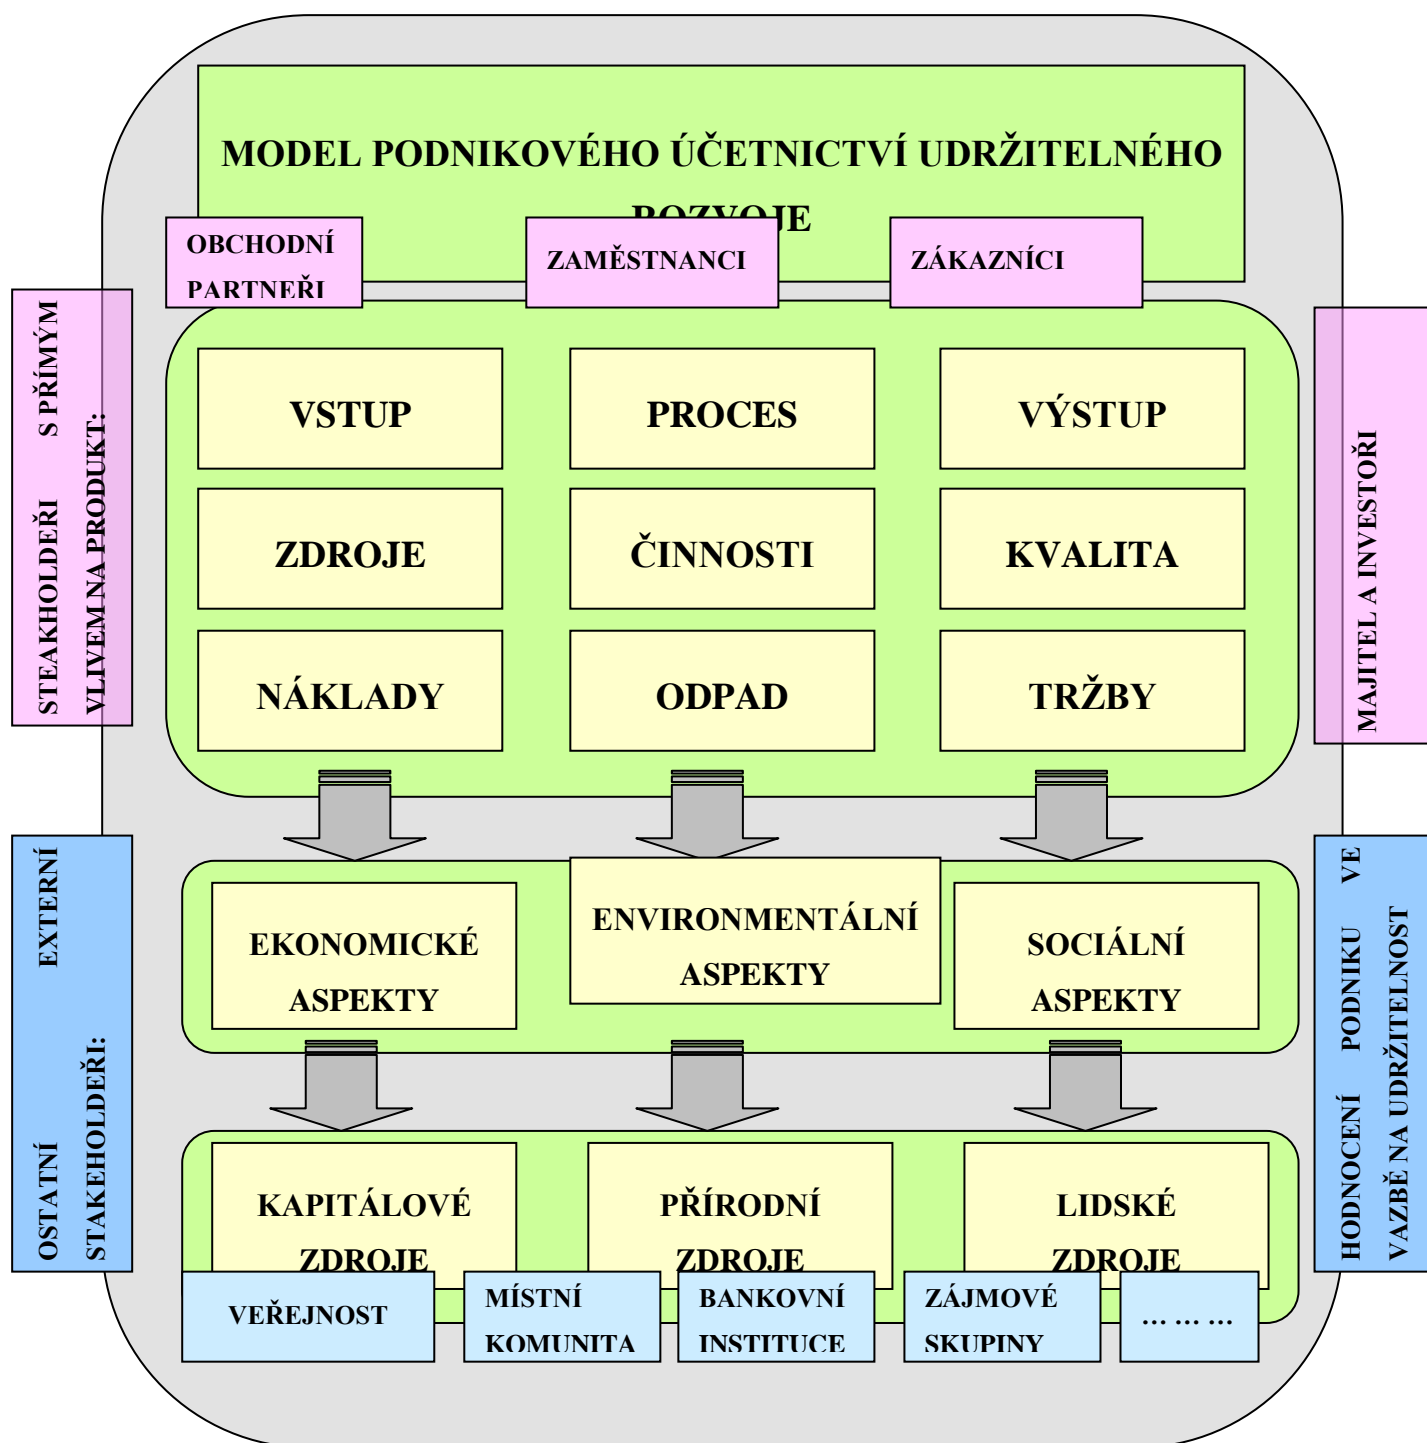 MODEL PODNIKOVÉHO ÚČETNICTVÍ UDRŽITELNÉHO
ROZVOJE
OBCHODNÍ
PARTNEŘI
ZAMĚSTNANCI
ZÁKAZNÍCI
STEAKHOLDEŘI S PŘÍMÝM
VLIVEM NA PRODUKT:
MAJITEL A INVESTOŘI
VSTUP
PROCES
VÝSTUP
ZDROJE
ČINNOSTI
KVALITA
NÁKLADY
ODPAD
TRŽBY
OSTATNÍ EXTERNÍ
STAKEHOLDEŘI:
HODNOCENÍ PODNIKU VE
VAZBĚ NA UDRŽITELNOST
EKONOMICKÉ
ASPEKTY
ENVIRONMENTÁLNÍ
ASPEKTY
SOCIÁLNÍ
ASPEKTY
KAPITÁLOVÉ
ZDROJE
PŘÍRODNÍ
ZDROJE
LIDSKÉ
ZDROJE
VEŘEJNOST
MÍSTNÍ
KOMUNITA
BANKOVNÍ
INSTITUCE
ZÁJMOVÉ
SKUPINY
... ... ...